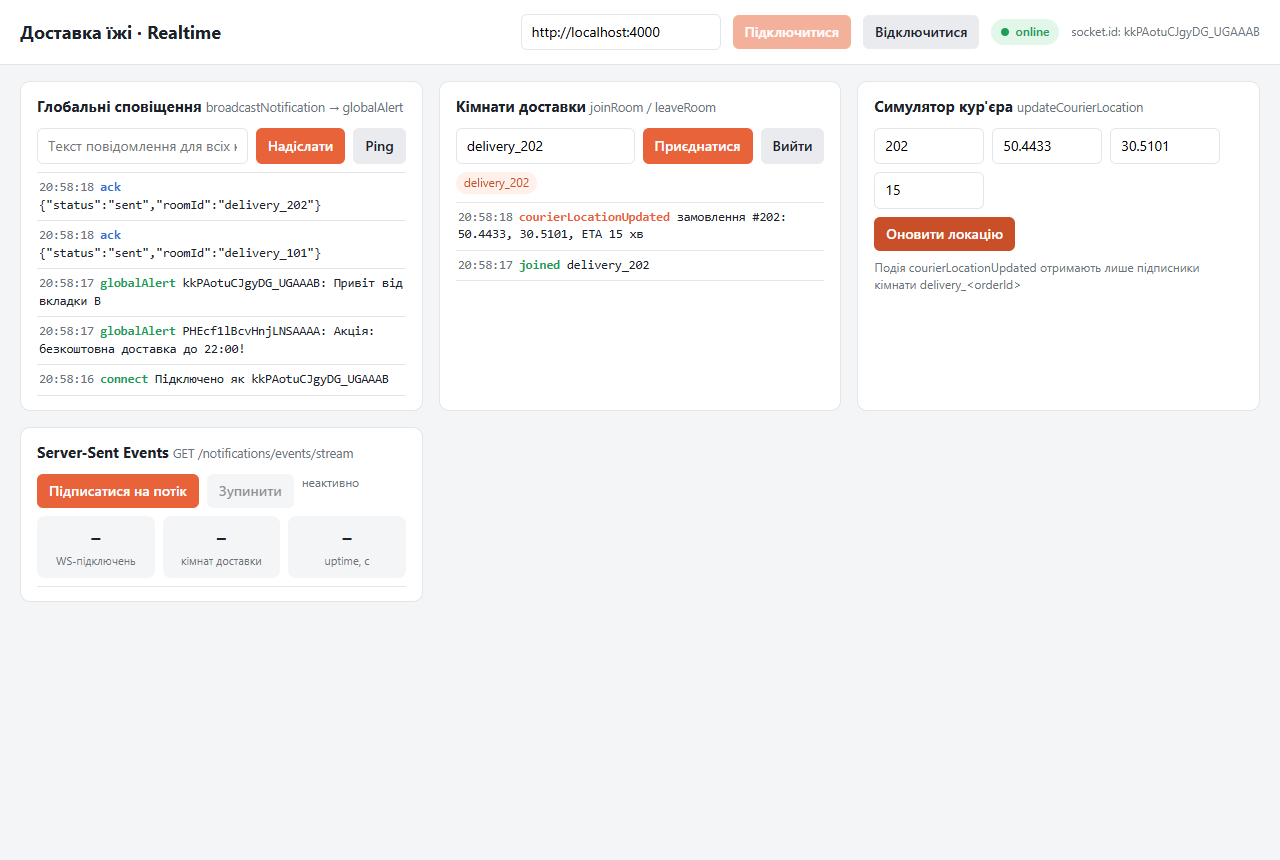 Доставка їжі · Realtime
http://localhost:4000
Підключитися
Відключитися
online
socket.id: kkPAotuCJgyDG_UGAAAB
Глобальні сповіщення broadcastNotification → globalAlert
Текст повідомлення для всіх
Надіслати
Ping
20:58:18 ack
{"status":"sent","roomId":"delivery_202"}
20:58:18 ack
{"status":"sent","roomId":"delivery_101"}
20:58:17 globalAlert kkPAotuCJgyDG_UGAAAB: Привіт від
вкладки B
20:58:17 globalAlert PHEcf1lBcvHnjLNSAAAA: Акція:
безкоштовна доставка до 22:00!
20:58:16 connect Підключено як kkPAotuCJgyDG_UGAAAB
Кімнати доставки joinRoom / leaveRoom
delivery_202
Приєднатися
Вийти
delivery_202
20:58:18 courierLocationUpdated замовлення #202:
50.4433, 30.5101, ETA 15 хв
20:58:17 joined delivery_202
Симулятор кур'єра updateCourierLocation
202
50.4433
30.5101
15
Оновити локацію
Подія courierLocationUpdated отримають лише підписники
кімнати delivery_<orderId>
Server-Sent Events GET /notifications/events/stream
Підписатися на потік
Зупинити
неактивно
–
WS-підключень
–
кімнат доставки
–
uptime, с